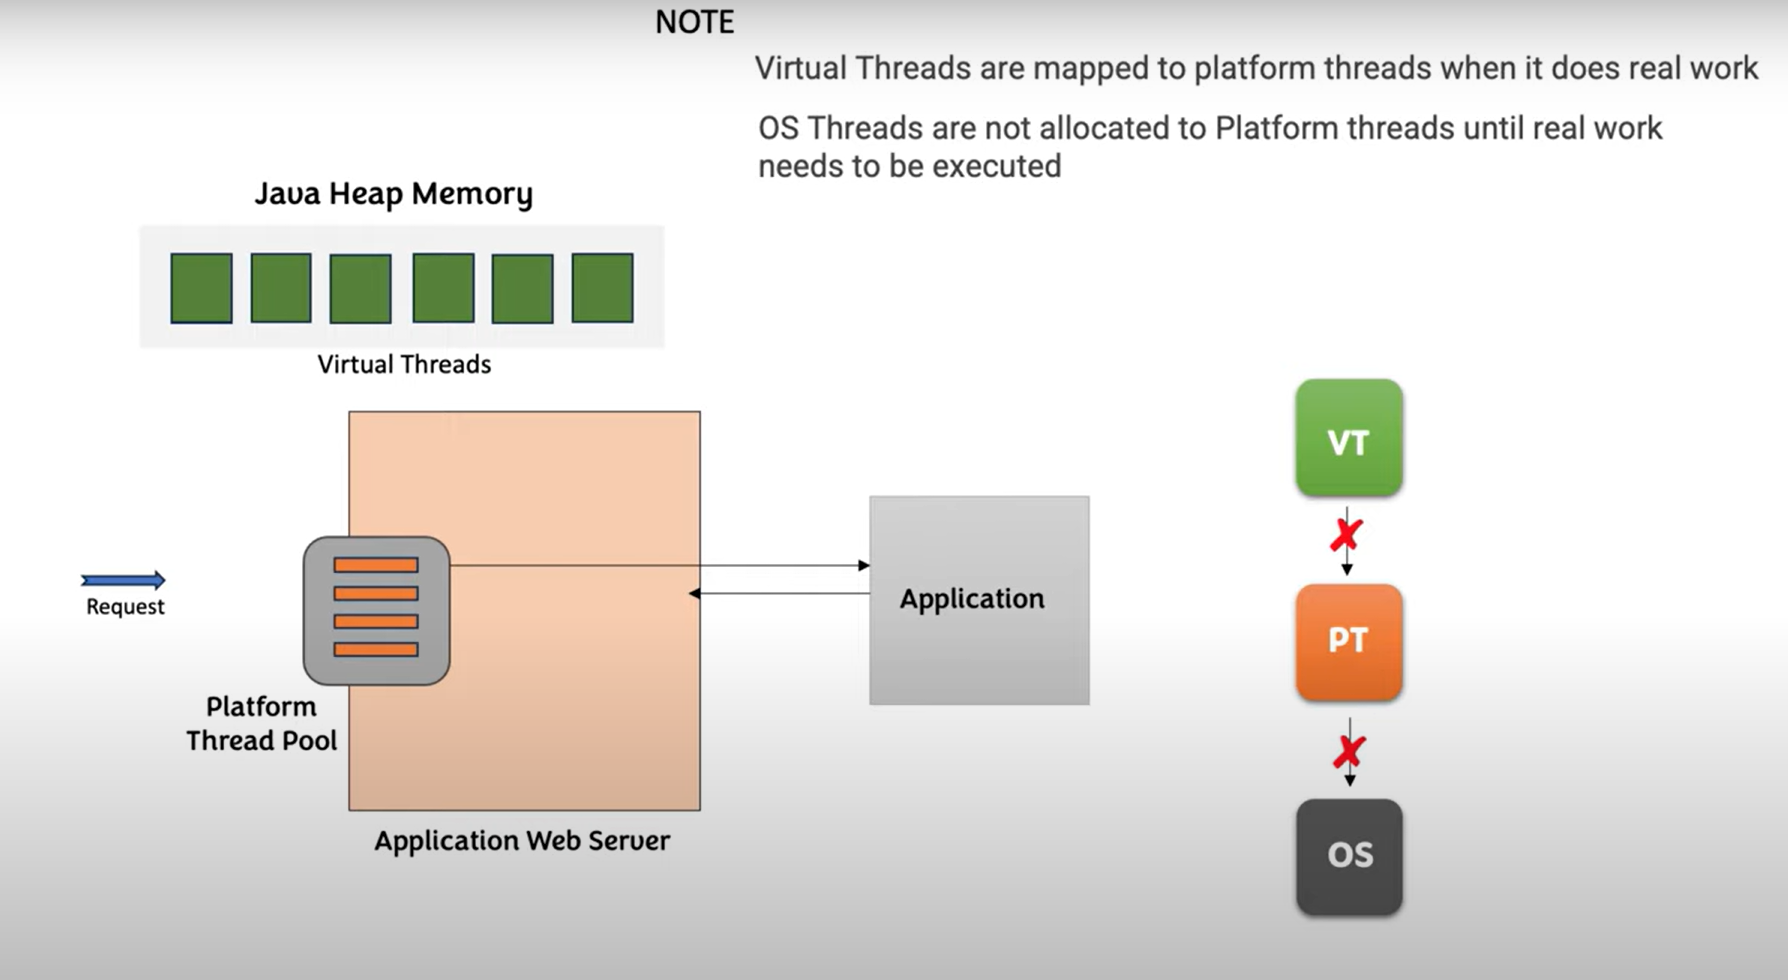 NOTE
Virtual Threads are mapped to platform threads when it does real work
OS Threads are not allocated to Platform threads until real work
needs to be executed
Java Heap Memory
Virtual Threads
VT
Request
Application
PT
Platform
Thread Pool
Application Web Server
OS